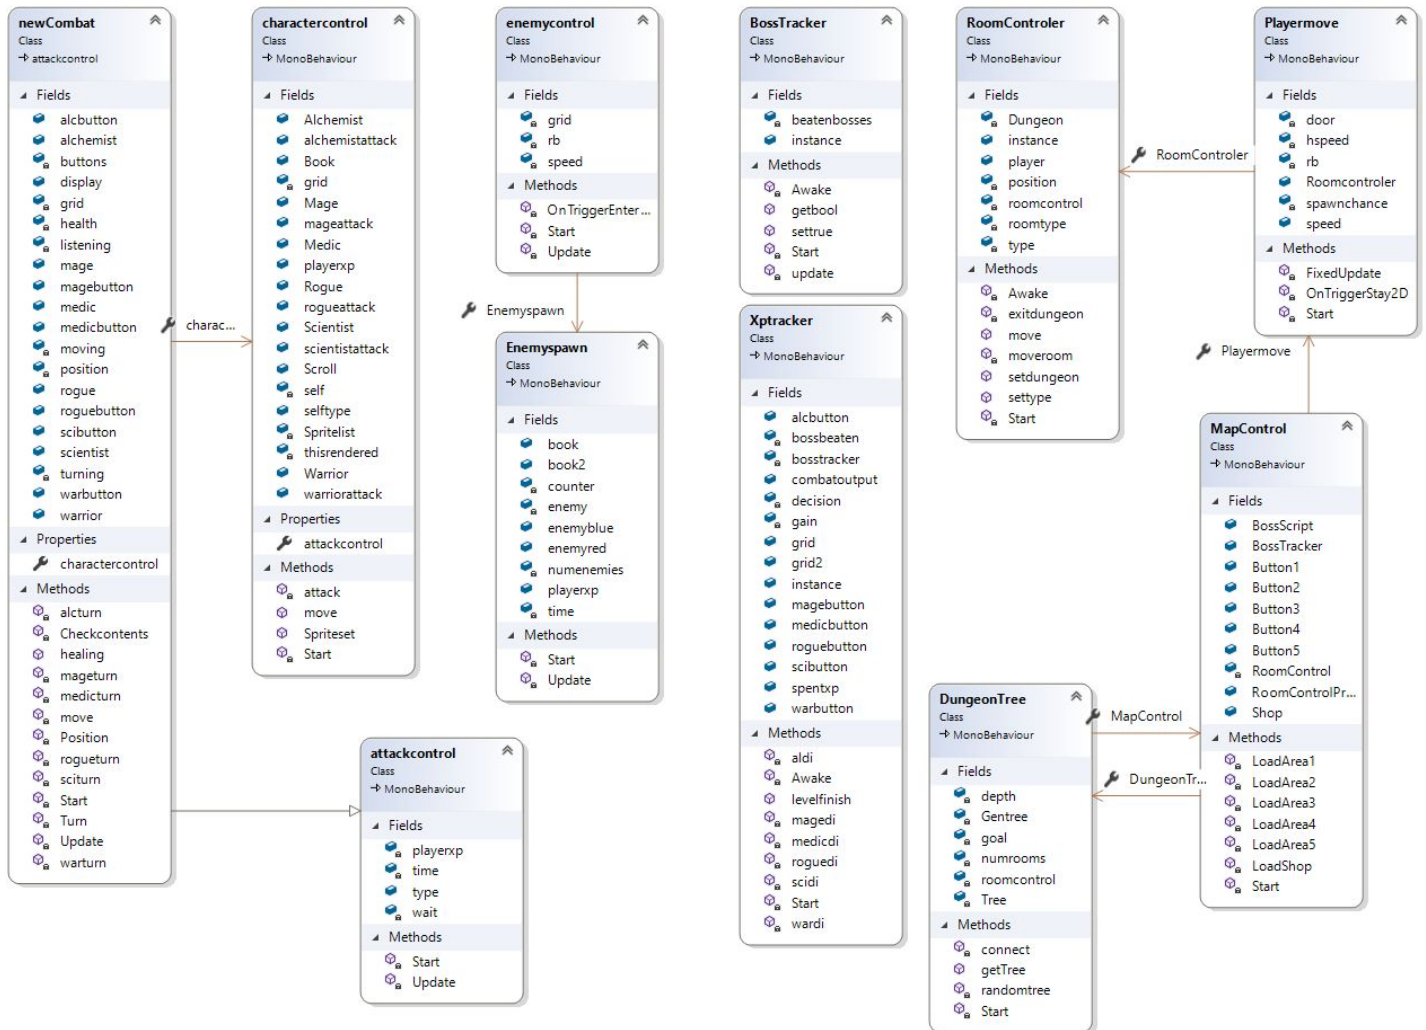 newCombat
Class
attackcontrol
Fields
alcbutton
alchemist
buttons
display
grid
health
listening
mage
magebutton
medic
medicbutton
moving
position
rogue
roguebutton
scibutton
scientist
turning
warbutton
warrior
Properties
charactercontrol
Methods
alcturn
Checkcontents
healing
mageturn
medicturn
move
Position
rogueturn
sciturn
Start
Turn
Update
warturn
charac...
charactercontrol
Class
MonoBehaviour
Fields
Alchemist
alchemistattack
Book
grid
Mage
mageattack
Medic
playerxp
Rogue
rogueattack
Scientist
scientistattack
Scroll
self
selftype
Spritelist
thisrendered
Warrior
warriorattack
Properties
attackcontrol
Methods
attack
move
Spriteset
Start
attackcontrol
Class
MonoBehaviour
Fields
playerxp
time
type
wait
Methods
Start
Update
enemycontrol
Class
MonoBehaviour
Fields
grid
rb
speed
Methods
OnTriggerEnter...
Start
Update
Enemyspawn
Enemyspawn
Class
MonoBehaviour
Fields
book
book2
counter
enemy
enemyblue
enemyred
numenemies
playerxp
time
Methods
Start
Update
BossTracker
Class
MonoBehaviour
Fields
beatenbosses
instance
Methods
Awake
getbool
settrue
Start
update
Xptracker
Class
MonoBehaviour
Fields
alcbutton
bossbeaten
bosstracker
combatoutput
decision
gain
grid
grid2
instance
magebutton
medicbutton
roguebutton
scibutton
spentxp
warbutton
Methods
aldi
Awake
levelfinish
magedi
medicdi
roguedi
scidi
Start
wardi
RoomControler
Class
MonoBehaviour
Fields
Dungeon
instance
player
position
roomcontrol
roomtype
type
Methods
Awake
exitdungeon
move
moveroom
setdungeon
settype
Start
RoomControler
Playermove
Class
MonoBehaviour
Fields
door
hspeed
rb
Roomcontroler
spawnchance
speed
Methods
FixedUpdate
OnTriggerStay2D
Start
Playermove
MapControl
Class
MonoBehaviour
Fields
BossScript
BossTracker
Button1
Button2
Button3
Button4
Button5
RoomControl
RoomControlPr...
Shop
Methods
LoadArea1
LoadArea2
LoadArea3
LoadArea4
LoadArea5
LoadShop
Start
MapControl
DungeonTr...
DungeonTree
Class
MonoBehaviour
Fields
depth
Gentree
goal
numrooms
roomcontrol
Tree
Methods
connect
getTree
randomtree
Start